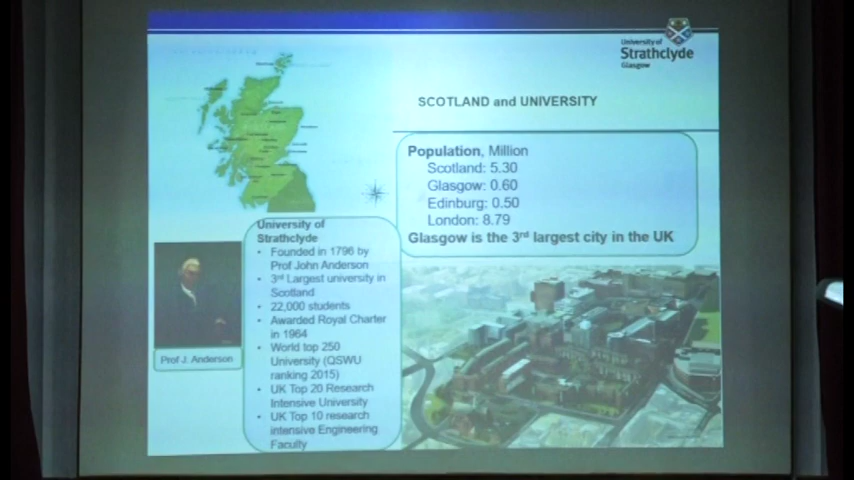 University of
Strathclyde
Glasgow
SCOTLAND and UNIVERSITY
Population, Million
Scotland: 5.30
Glasgow: 0.60
Edinburg: 0.50
London: 8.79
Glasgow is the 3rd largest city in the UK
University of
Strathclyde
• Founded in 1796 by
Prof John Anderson
• 3rd Largest university in
Scotland
• 22,000 students
• Awarded Royal Charter
in 1964
• World top 250
University (QSWU
ranking 2015)
• UK Top 20 Research
Intensive University
• UK Top 10 research
intensive Engineering
Faculty
Prof J. Anderson